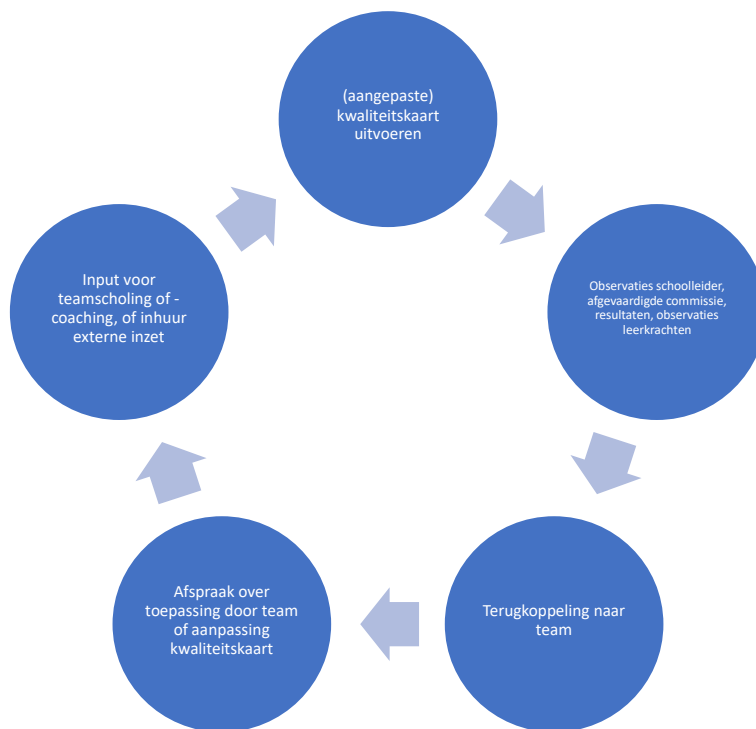 (aangepaste)
kwaliteitskaart
uitvoeren
Observaties schoolleider,
afgevaardigde commissie,
resultaten, observaties
leerkrachten
Terugkoppeling naar
team
Afspraak over
toepassing door team
of aanpassing
kwaliteitskaart
Input voor
teamscholing of -
coaching, of inhuur
externe inzet